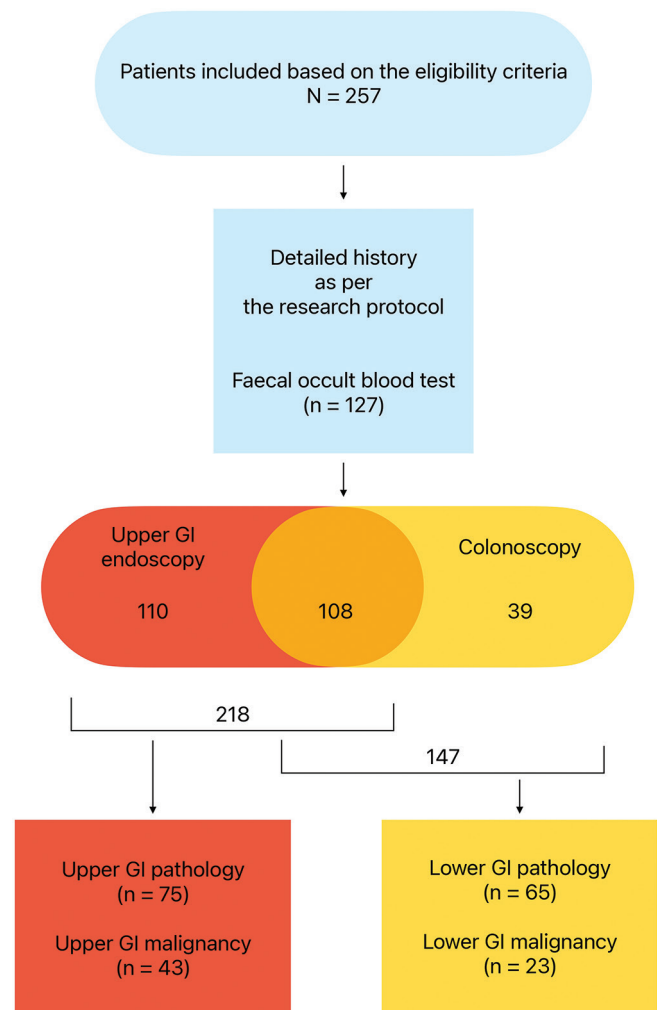 Patients included based on the eligibility criteria
N = 257
Detailed history
as per
the research protocol
Faecal occult blood test
(n = 127)
Upper GI
endoscopy
Colonoscopy
110
108
39
218
147
Upper GI pathology
(n = 75)
Upper GI malignancy
(n = 43)
Lower GI pathology
(n = 65)
Lower GI malignancy
(n = 23)